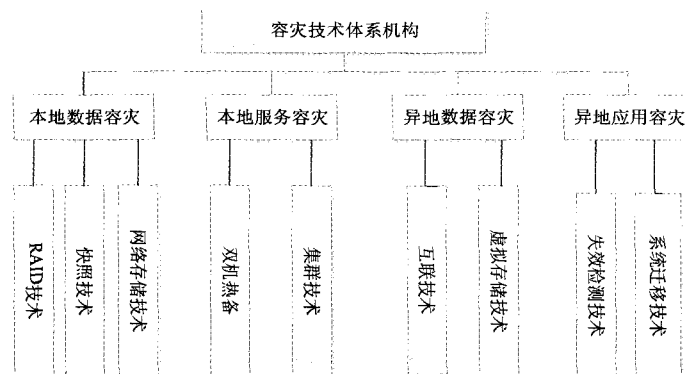 容灾技术体系机构
本地数据容灾
本地服务容灾
异地数据容灾
异地应用容灾
RAID技术
快照技术
网络存储技术
双机热备
集群技术
互联技术
虚拟存储技术
失效检测技术
系统迁移技术